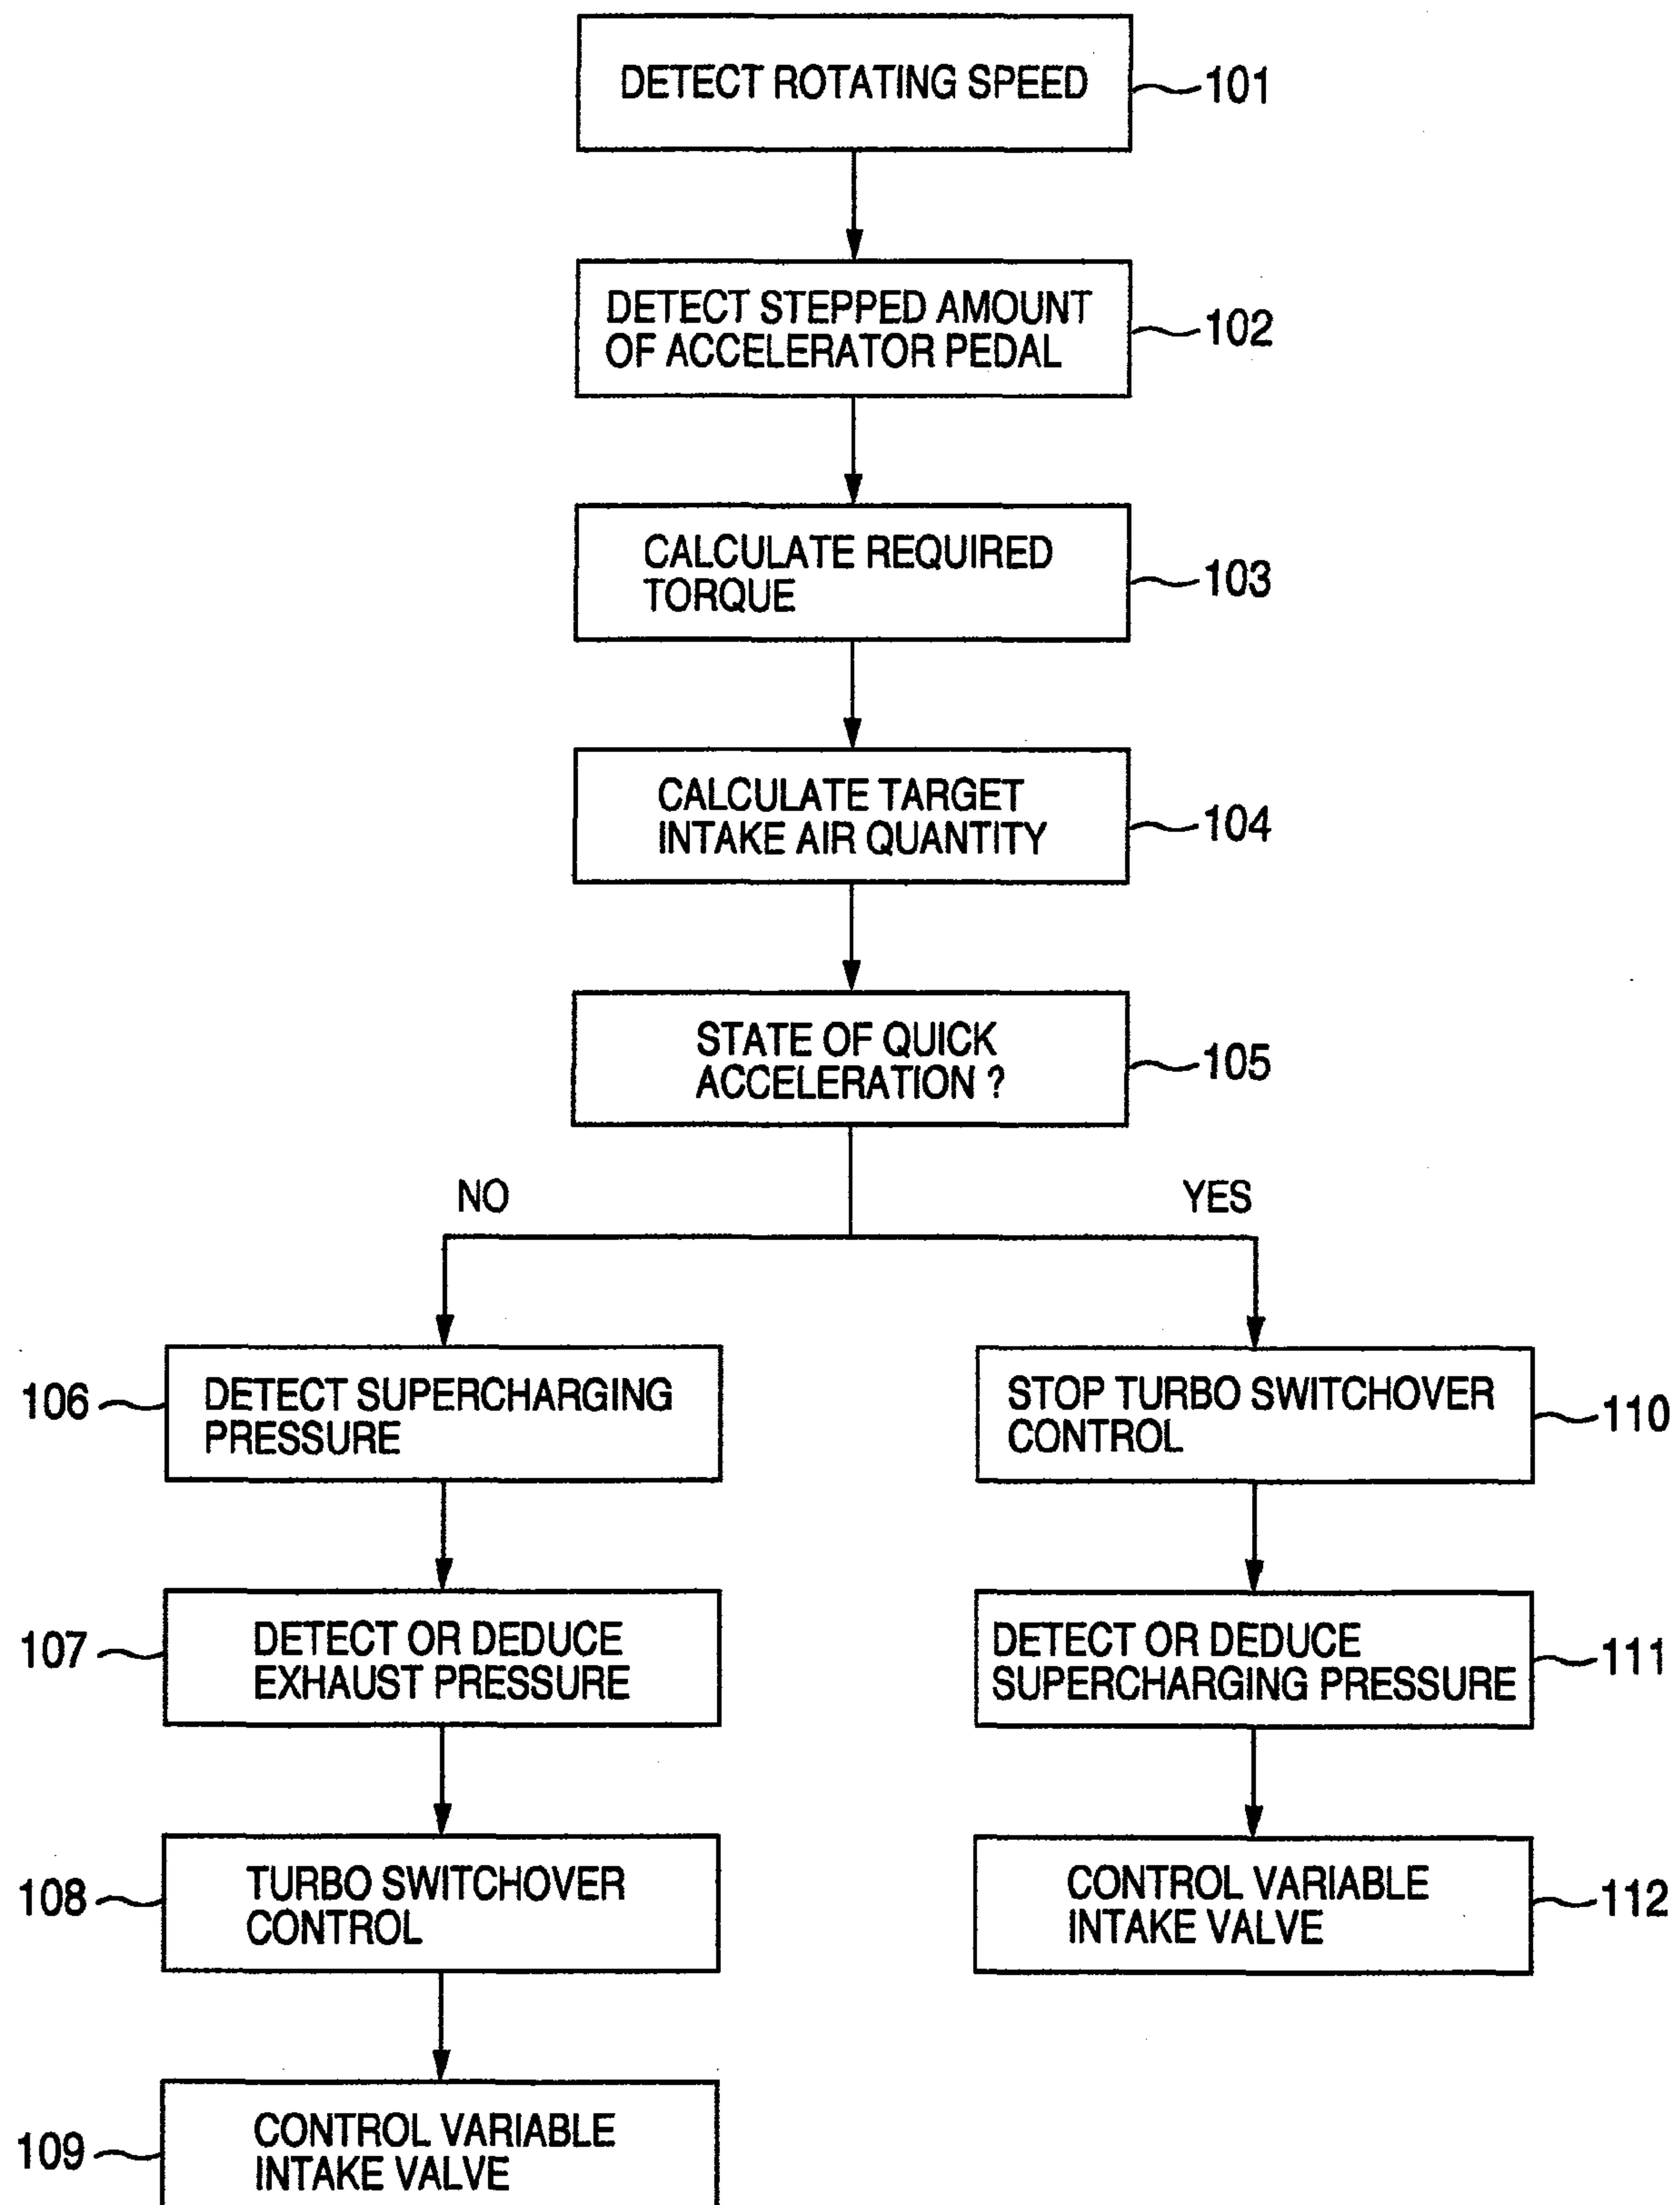 DETECT ROTATING SPEED
101
DETECT STEPPED AMOUNT
OF ACCELERATOR PEDAL
102
CALCULATE REQUIRED
TORQUE
103
CALCULATE TARGET
INTAKE AIR QUANTITY
104
STATE OF QUICK
ACCELERATION ?
105
NO
YES
106
DETECT SUPERCHARGING
PRESSURE
STOP TURBO SWITCHOVER
CONTROL
110
107
DETECT OR DEDUCE
EXHAUST PRESSURE
DETECT OR DEDUCE
SUPERCHARGING PRESSURE
111
108
TURBO SWITCHOVER
CONTROL
CONTROL VARIABLE
INTAKE VALVE
112
109
CONTROL VARIABLE
INTAKE VALVE